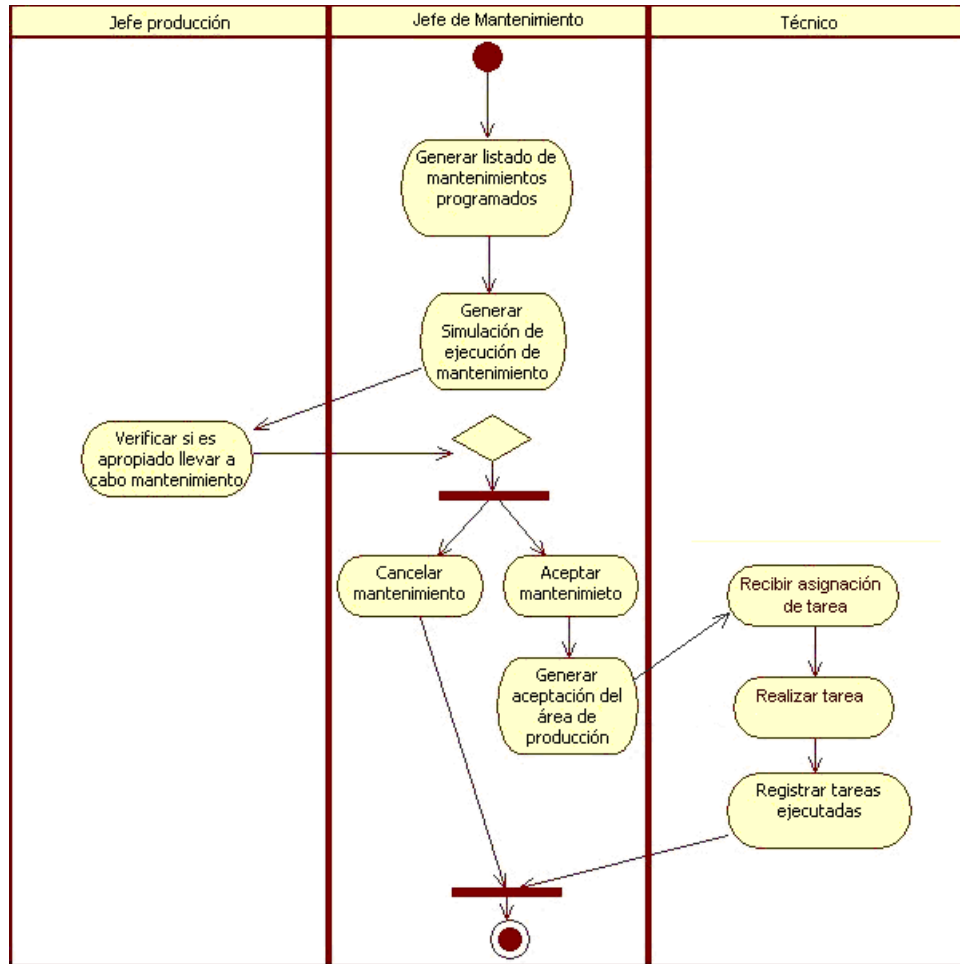 Jefe producción
Jefe de Mantenimiento
Técnico
Generar listado de
mantenimientos
programados
Generar
Simulación de
ejecución de
mantenimiento
Verificar si es
apropiado llevar a
cabo mantenimiento
Cancelar
mantenimiento
Aceptar
mantenimieto
Generar
aceptación del
área de
producción
Recibir asignación
de tarea
Realizar tarea
Registrar tareas
ejecutadas